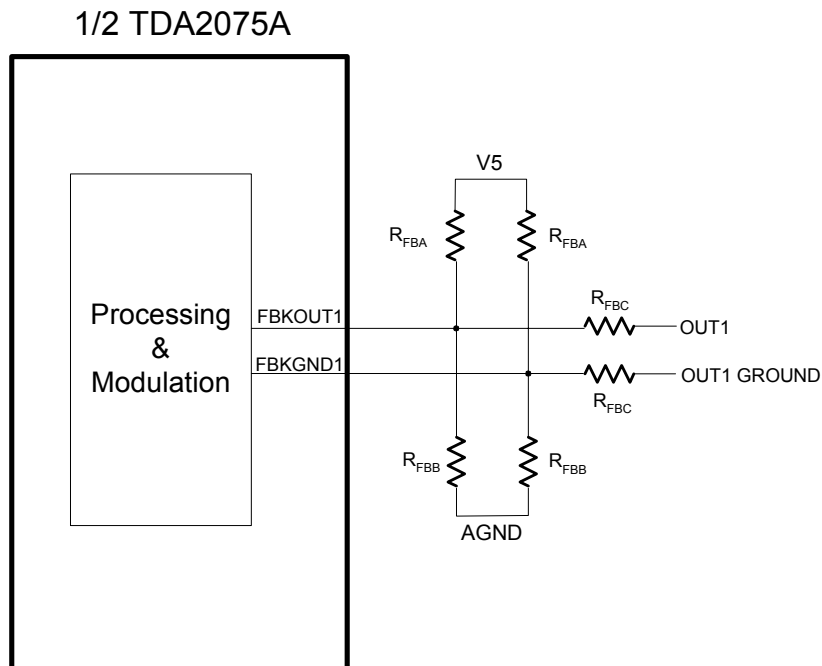 1/2 TDA2075A
V5
R_FBA
R_FBA
Processing
&
Modulation
FBKOUT1
FBKGND1
R_FBC
OUT1
OUT1 GROUND
R_FBC
R_FBB
R_FBB
AGND